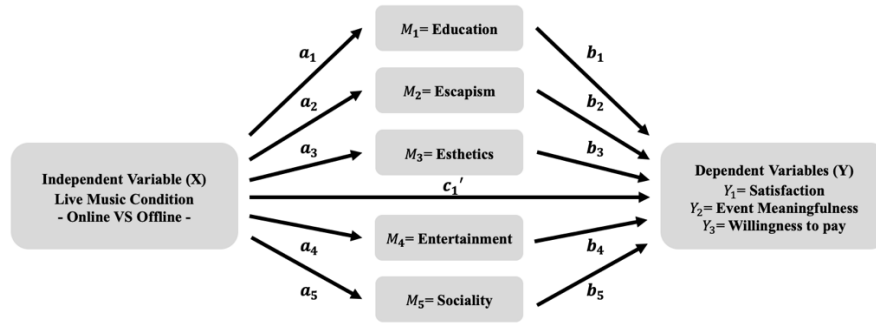 M₁= Education
a₁
b₁
M₂= Escapism
a₂
b₂
M₃= Esthetics
a₃
b₃
Independent Variable (X)
Live Music Condition
- Online VS Offline -
c₁′
Dependent Variables (Y)
Y₁= Satisfaction
Y₂= Event Meaningfulness
Y₃= Willingness to pay
M₄= Entertainment
a₄
b₄
M₅= Sociality
a₅
b₅